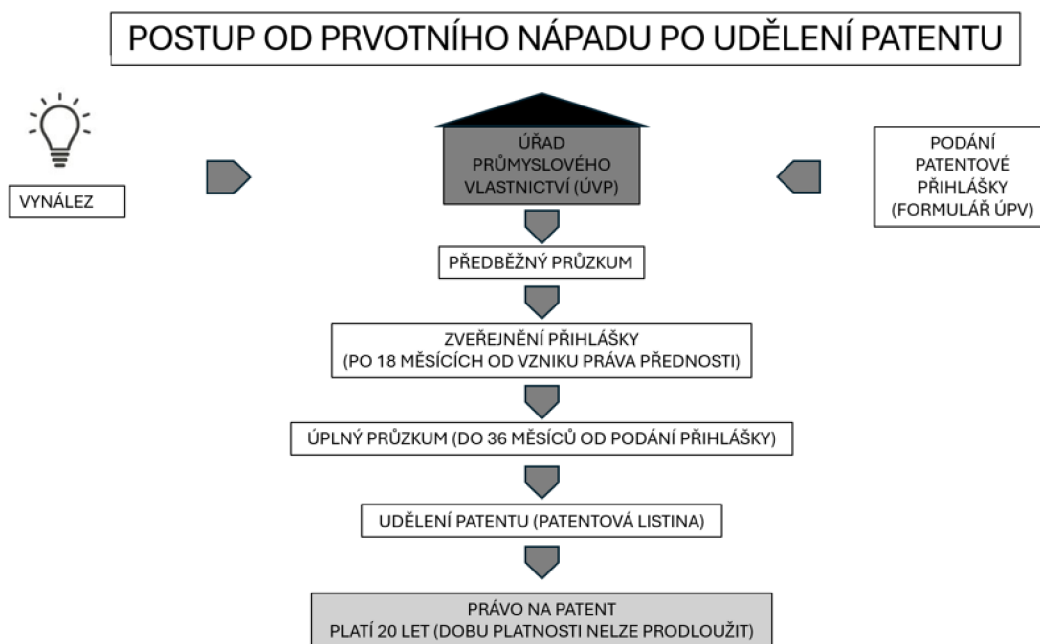 POSTUP OD PRVOTNÍHO NÁPADU PO UDĚLENÍ PATENTU
VYNÁLEZ
ÚŘAD
PRŮMYSLOVÉHO
VLASTNICTVÍ (ÚVP)
PODÁNÍ
PATENTOVÉ
PŘIHLÁŠKY
(FORMULÁŘ ÚPV)
PŘEDBĚŽNÝ PRŮZKUM
ZVEŘEJNĚNÍ PŘIHLÁŠKY
(PO 18 MĚSÍCÍCH OD VZNIKU PRÁVA PŘEDNOSTI)
ÚPLNÝ PRŮZKUM (DO 36 MĚSÍCŮ OD PODÁNÍ PŘIHLÁŠKY)
UDĚLENÍ PATENTU (PATENTOVÁ LISTINA)
PRÁVO NA PATENT
PLATÍ 20 LET (DOBU PLATNOSTI NELZE PRODLOUŽIT)